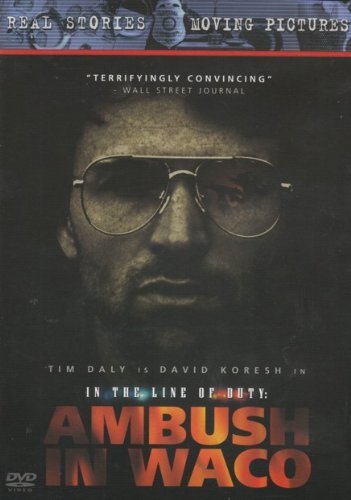 REAL STORIES MOVING PICTURES
“TERRIFYINGLY CONVINCING”
- WALL STREET JOURNAL
TIM DALY IS DAVID KORESH IN
IN THE LINE OF DUTY:
AMBUSH
IN WACO
DVD
VIDEO